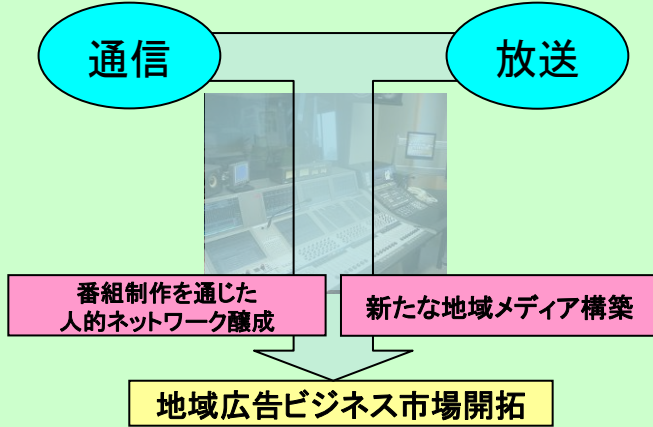 通信
放送
番組制作を通じた
人的ネットワーク醸成
新たな地域メディア構築
地域広告ビジネス市場開拓